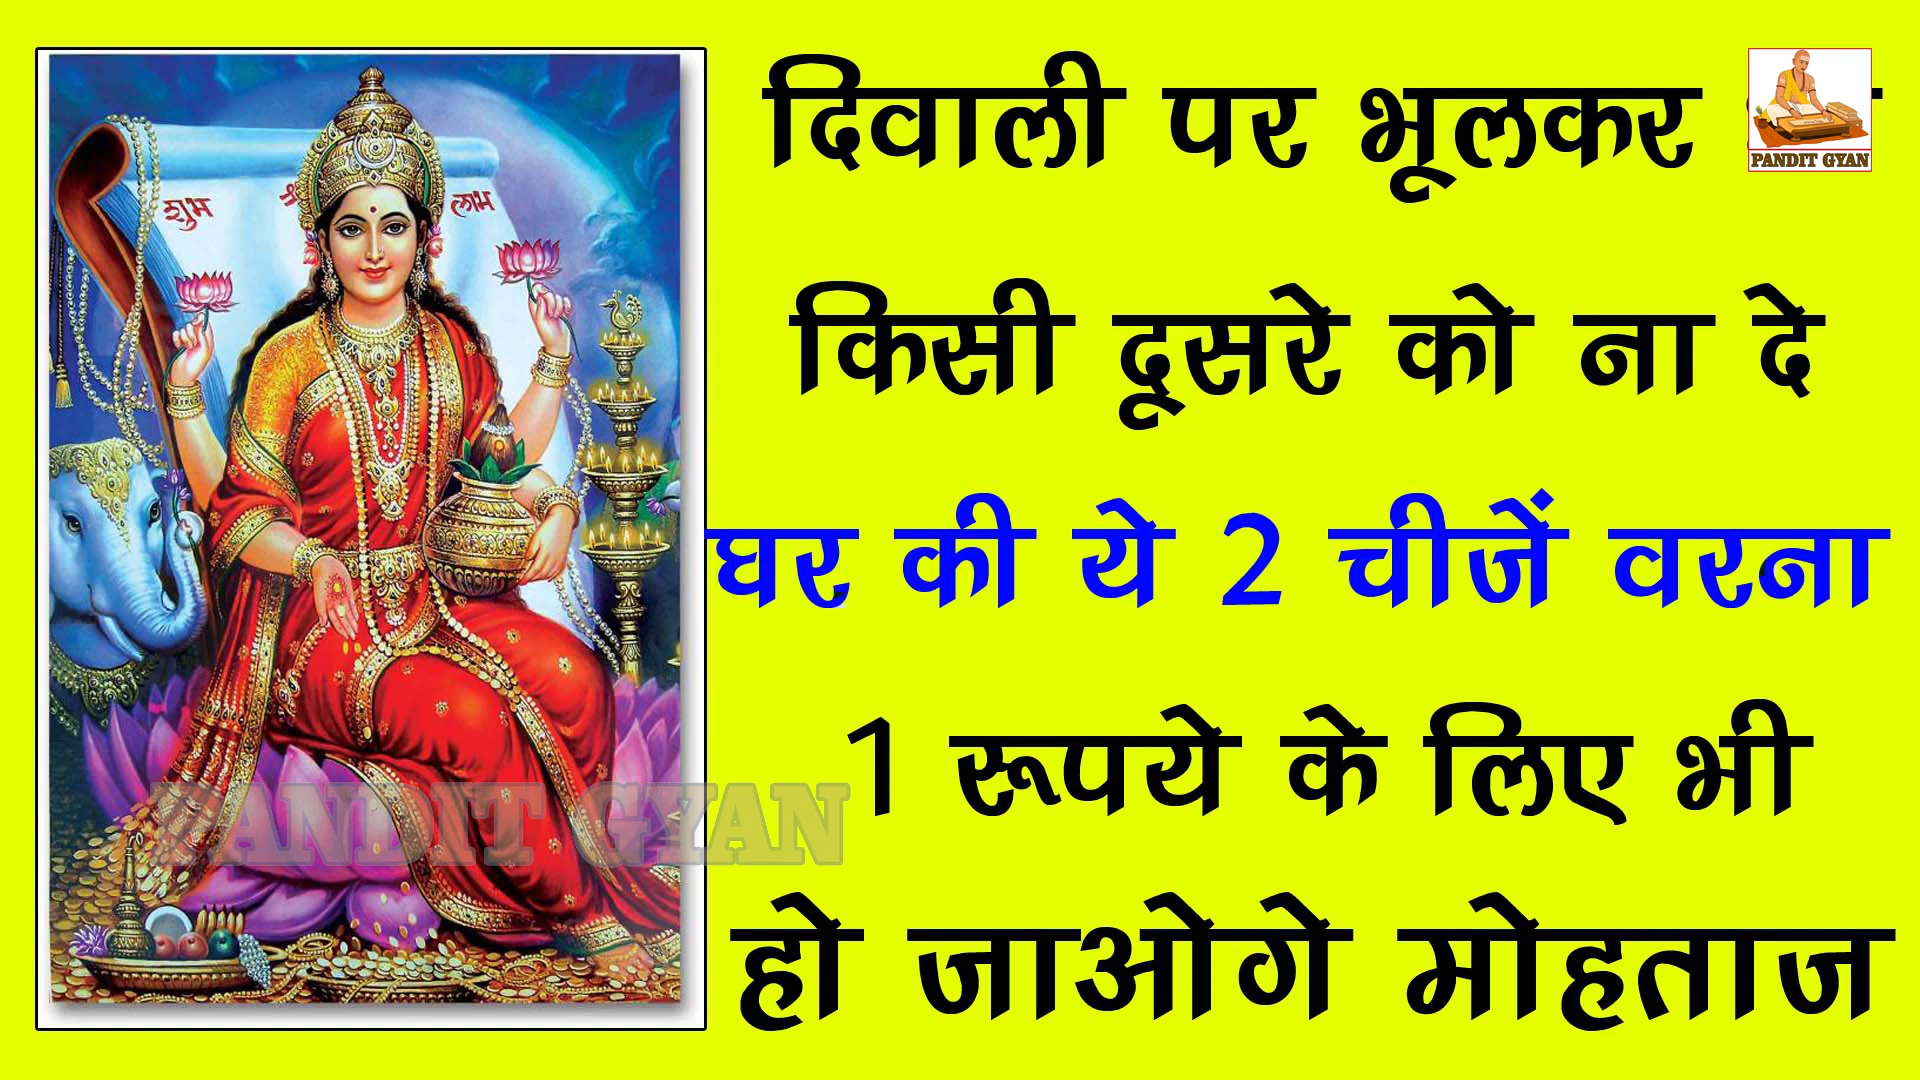 दिवाली पर भूलकर
किसी दूसरे को ना दे
घर की ये 2 चीजें वरना
1 रूपये के लिए भी
हो जाओगे मोहताज
PANDIT GYAN
शुभ
लाभ
PANDIT GYAN